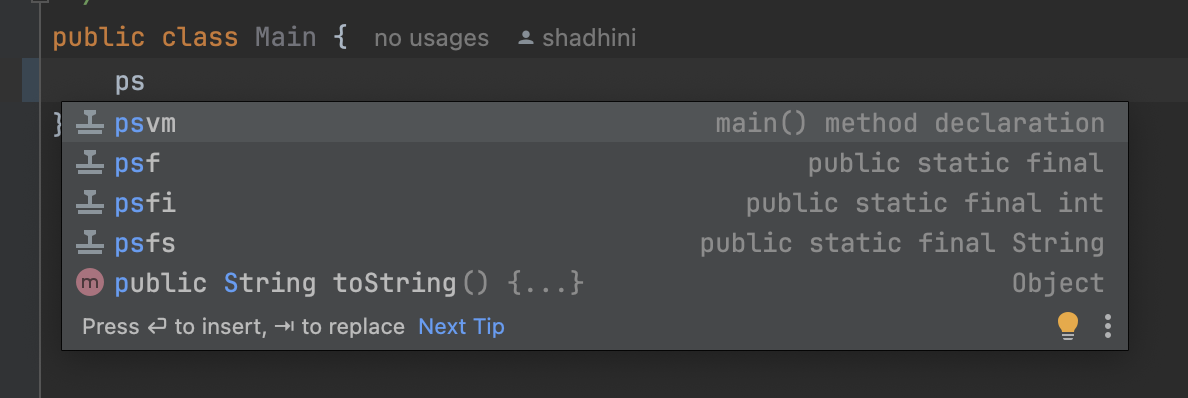 public class Main { no usages shadhini
ps
}
psvm main() method declaration
psf public static final
psfi public static final int
psfs public static final String
m public String toString() {...} Object
Press ↵ to insert, ⇥ to replace Next Tip